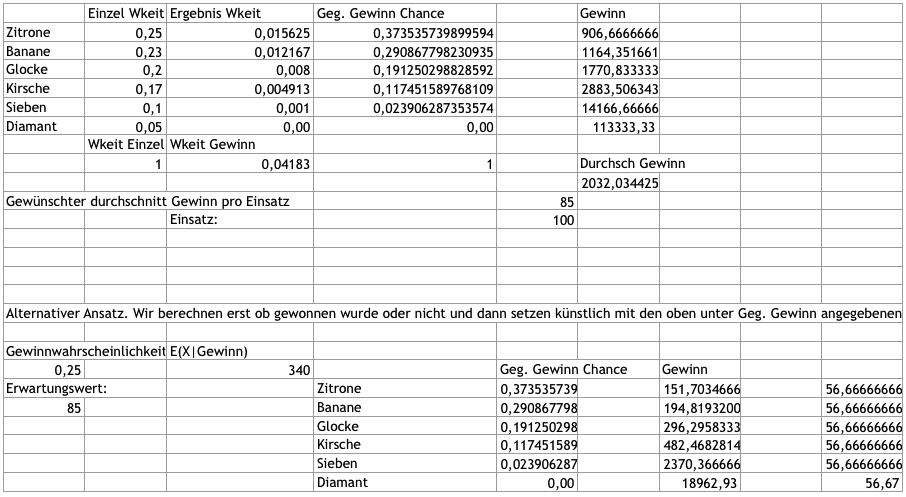 Einzel Wkeit Ergebnis Wkeit Geg. Gewinn Chance Gewinn
Zitrone 0,25 0,015625 0,373535739899594 906,6666666
Banane 0,23 0,012167 0,290867798230935 1164,351661
Glocke 0,2 0,008 0,191250298828592 1770,833333
Kirsche 0,17 0,004913 0,117451589768109 2883,506343
Sieben 0,1 0,001 0,023906287353574 14166,66666
Diamant 0,05 0,00 0,00 113333,33
Wkeit Einzel Wkeit Gewinn
1 0,04183 1 Durchsch Gewinn
2032,034425
Gewünschter durchschnitt Gewinn pro Einsatz 85
Einsatz: 100
Alternativer Ansatz. Wir berechnen erst ob gewonnen wurde oder nicht und dann setzen künstlich mit den oben unter Geg. Gewinn angegebenen
Gewinnwahrscheinlichkeit E(X|Gewinn)
0,25 340 Geg. Gewinn Chance Gewinn
Erwartungswert: Zitrone 0,373535739 151,7034666 56,66666666
85 Banane 0,290867798 194,8193200 56,66666666
Glocke 0,191250298 296,2958333 56,66666666
Kirsche 0,117451589 482,4682814 56,66666666
Sieben 0,023906287 2370,366666 56,66666666
Diamant 0,00 18962,93 56,67